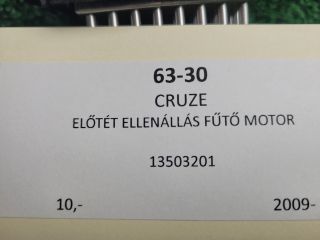 63-30
CRUZE
ELŐTÉT ELLENÁLLÁS FŰTŐ MOTOR
13503201
10,- 2009-